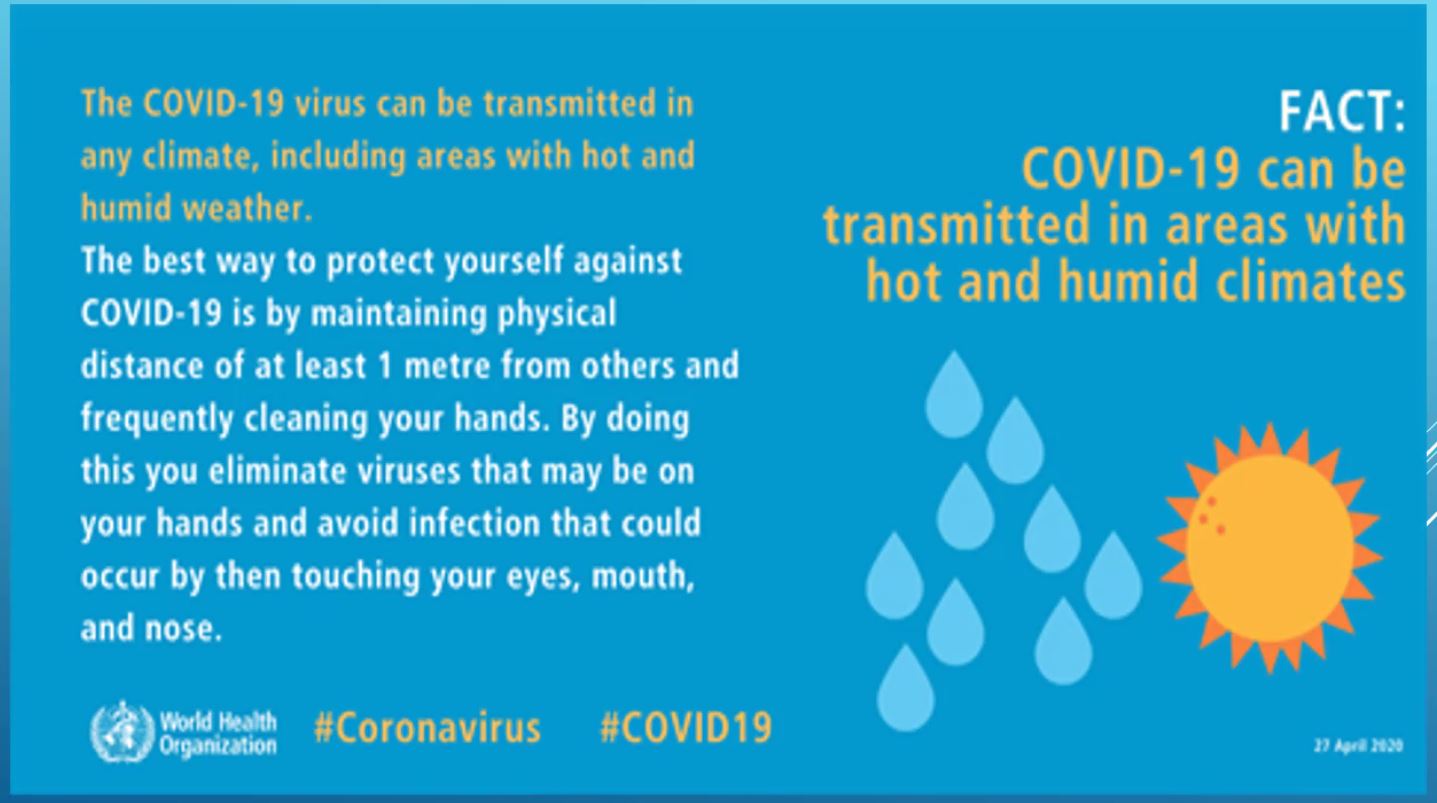 The COVID-19 virus can be transmitted in
any climate, including areas with hot and
humid weather.
The best way to protect yourself against
COVID-19 is by maintaining physical
distance of at least 1 metre from others and
frequently cleaning your hands. By doing
this you eliminate viruses that may be on
your hands and avoid infection that could
occur by then touching your eyes, mouth,
and nose.
FACT:
COVID-19 can be
transmitted in areas with
hot and humid climates
World Health
Organization
#Coronavirus #COVID19
27 April 2020